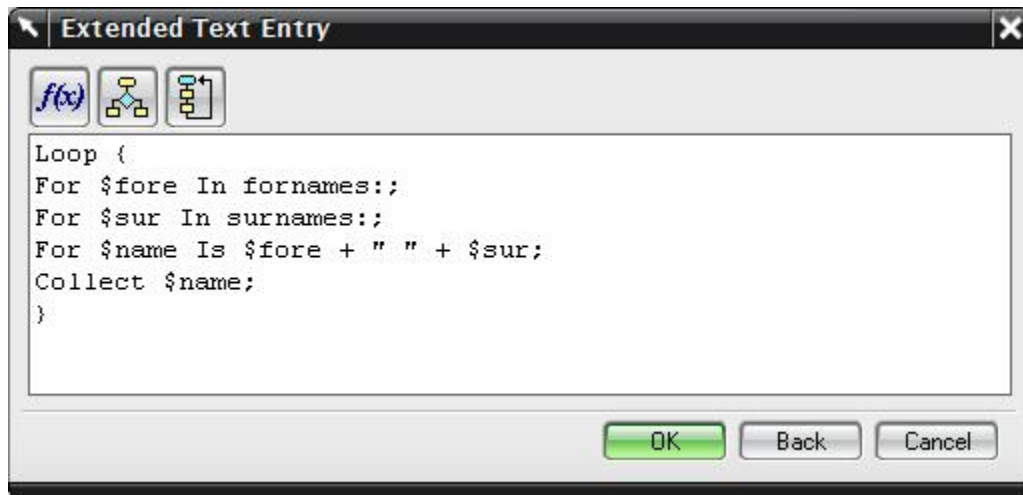 Extended Text Entry
f(x)
Loop {
For $fore In fornames:;
For $sur In surnames:;
For $name Is $fore + " " + $sur;
Collect $name;
}
OK Back Cancel